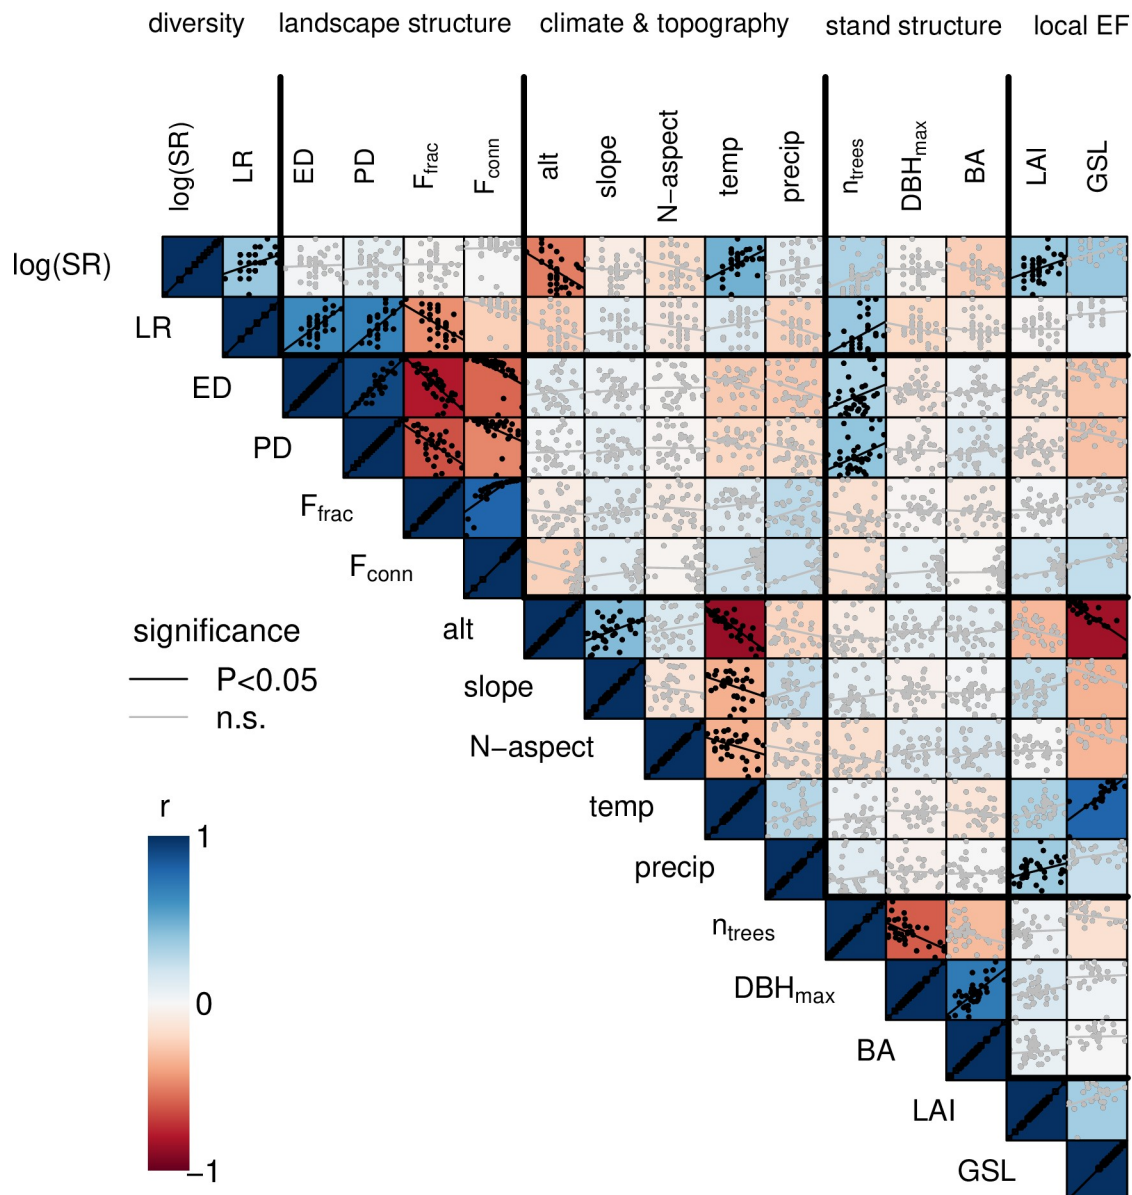 diversity landscape structure climate & topography stand structure local EF
log(SR) LR ED PD Ffrac Fconn alt slope N−aspect temp precip ntrees DBHmax BA LAI GSL
log(SR)
LR
ED
PD
Ffrac
Fconn
alt
slope
N−aspect
temp
precip
ntrees
DBHmax
BA
LAI
GSL
significance
P<0.05
n.s.
r
1
0
−1